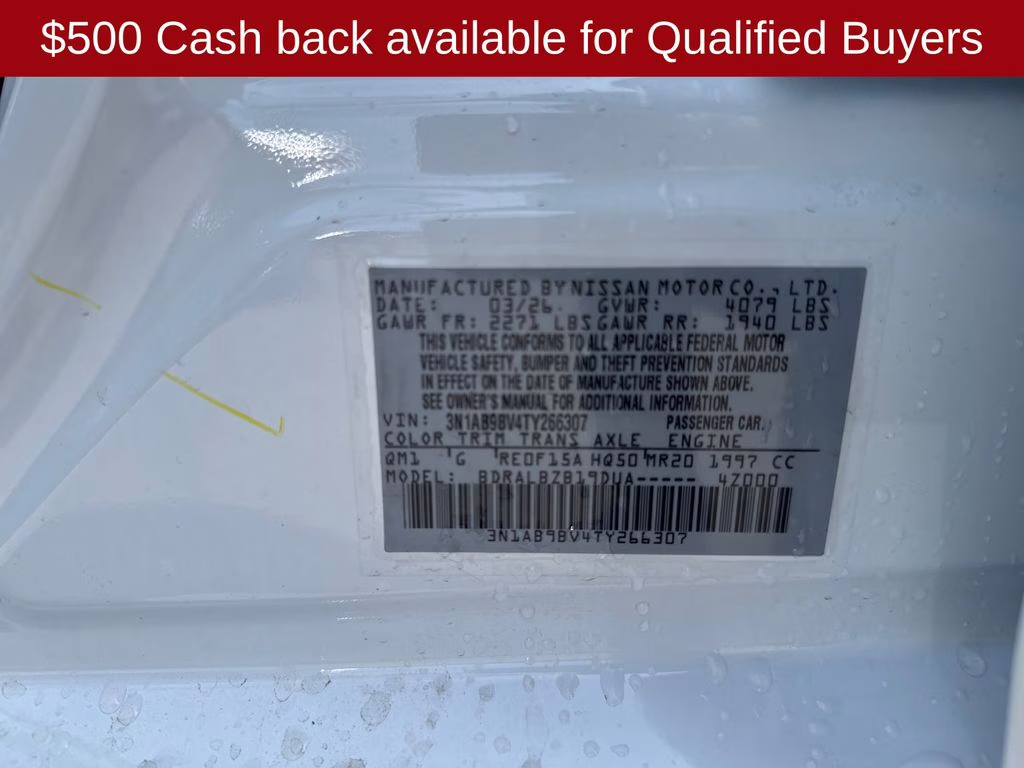 $500 Cash back available for Qualified Buyers
MANUFACTURED BY NISSAN MOTOR CO., LTD.
DATE: 03/26. GVWR: 4079 LBS
GAWR FR: 2271 LBS GAWR RR: 1940 LBS
THIS VEHICLE CONFORMS TO ALL APPLICABLE FEDERAL MOTOR
VEHICLE SAFETY, BUMPER AND THEFT PREVENTION STANDARDS
IN EFFECT ON THE DATE OF MANUFACTURE SHOWN ABOVE.
SEE OWNER'S MANUAL FOR ADDITIONAL INFORMATION.
VIN: 3N1AB9BV4TY266307 PASSENGER CAR.
COLOR TRIM TRANS AXLE ENGINE
QM1 G RE0F15A HQ50 MR20 1997 CC
MODEL: BDRALBZB19DUA----- 4Z000
3N1AB9BV4TY266307